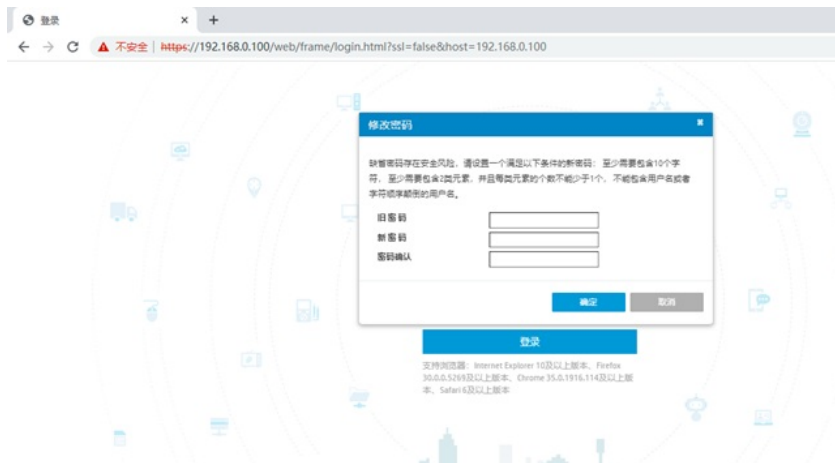 登录
不安全 https://192.168.0.100/web/frame/login.html?ssl=false&host=192.168.0.100
修改密码
缺省密码存在安全风险，请设置一个满足以下条件的新密码： 至少需要包含10个字
符， 至少需要包含2类元素，并且每类元素的个数不能少于1个， 不能包含用户名或者
字符顺序颠倒的用户名。
旧密码
新密码
密码确认
确定 取消
登录
支持浏览器：Internet Explorer 10及以上版本、Firefox
30.0.0.5269及以上版本、Chrome 35.0.1916.114及以上版
本、Safari 6及以上版本